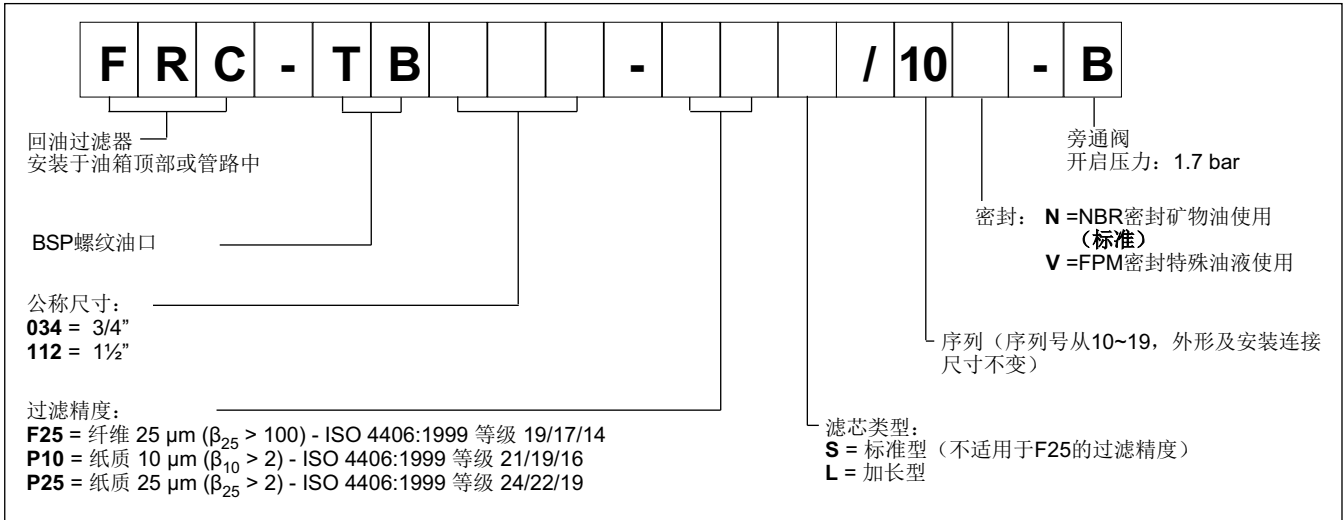 F R C - T B - / 10 - B
回油过滤器
安装于油箱顶部或管路中
BSP螺纹油口
公称尺寸：
034 = 3/4”
112 = 1½”
过滤精度：
F25 = 纤维 25 µm (β25 > 100) - ISO 4406:1999 等级 19/17/14
P10 = 纸质 10 µm (β10 > 2) - ISO 4406:1999 等级 21/19/16
P25 = 纸质 25 µm (β25 > 2) - ISO 4406:1999 等级 24/22/19
旁通阀
开启压力：1.7 bar
密封： N =NBR密封矿物油使用
（标准）
V =FPM密封特殊油液使用
序列（序列号从10~19，外形及安装连接
尺寸不变）
滤芯类型：
S = 标准型（不适用于F25的过滤精度）
L = 加长型